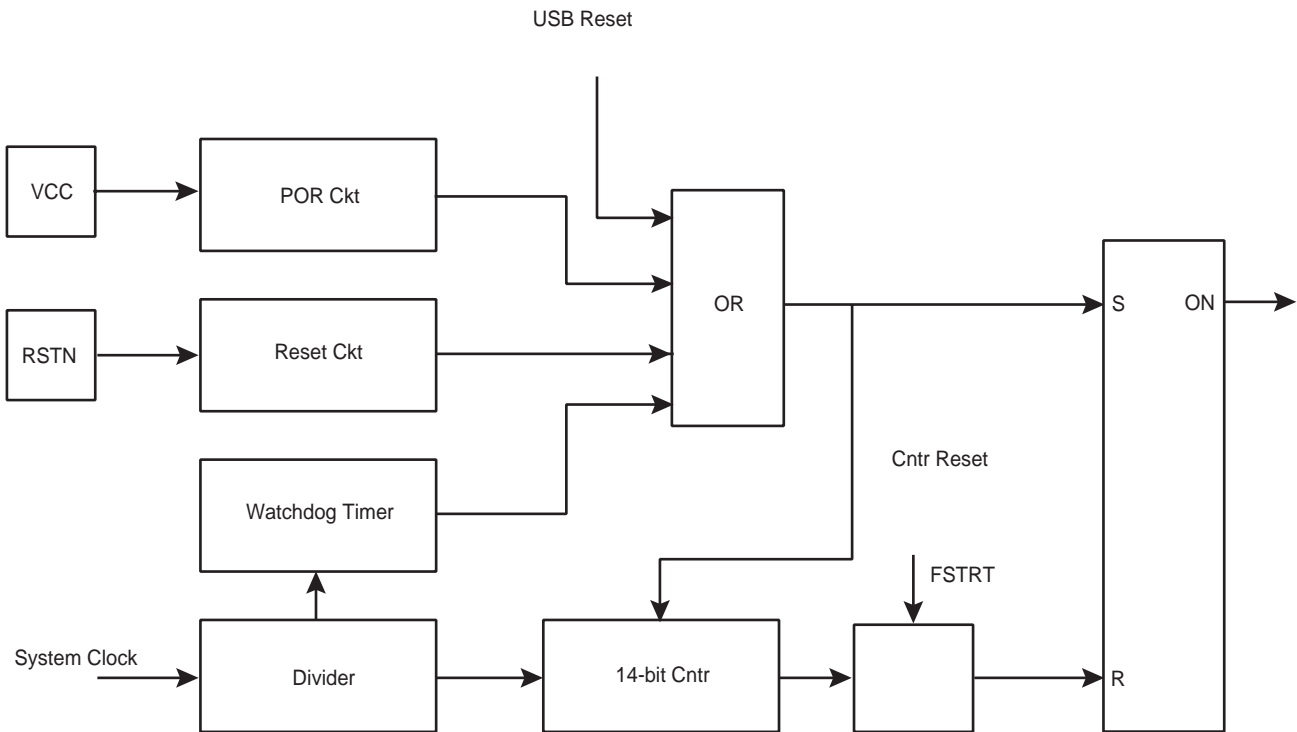 USB Reset
VCC
POR Ckt
OR
S
ON
RSTN
Reset Ckt
Cntr Reset
Watchdog Timer
FSTRT
System Clock
Divider
14-bit Cntr
R